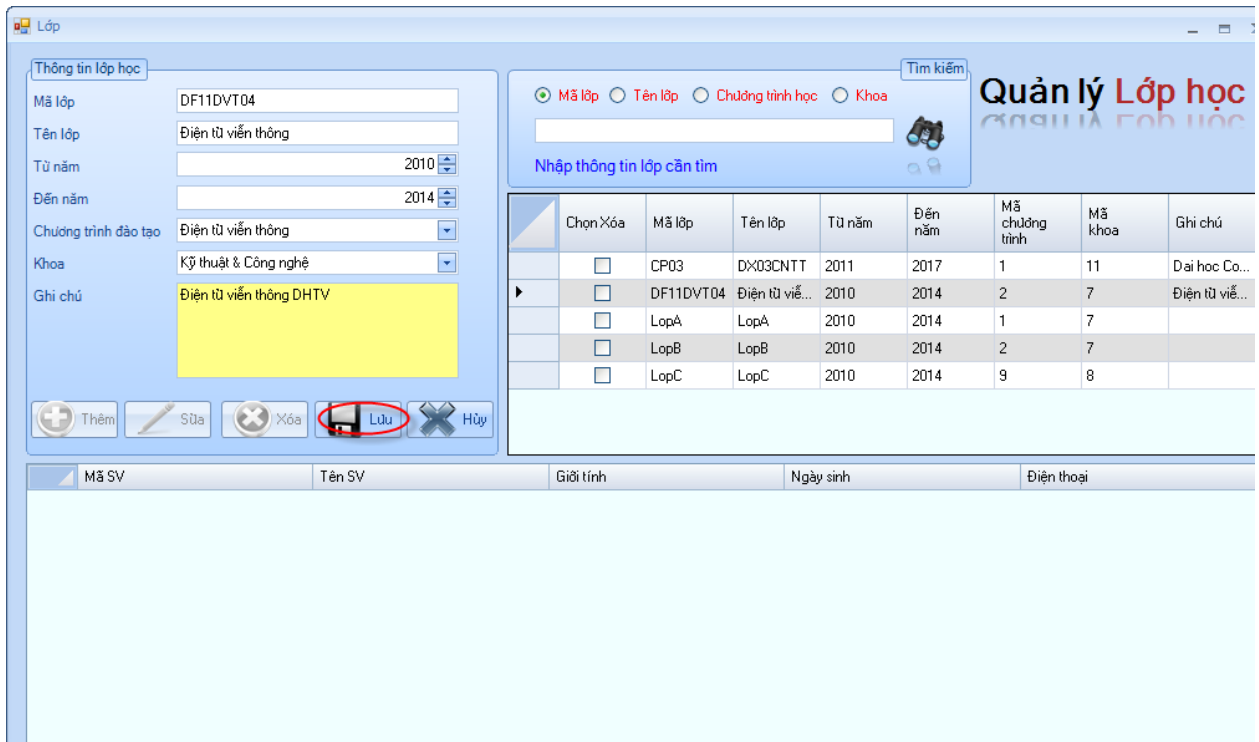 Lớp
Thông tin lớp học
Mã lớp DF11DVT04
Tên lớp Điện tử viễn thông
Từ năm 2010
Đến năm 2014
Chương trình đào tạo Điện tử viễn thông
Khoa Kỹ thuật & Công nghệ
Ghi chú Điện tử viễn thông DHTV
Thêm Sửa Xóa Lưu Hủy
Tìm kiếm
Mã lớp Tên lớp Chương trình học Khoa
Nhập thông tin lớp cần tìm
Quản lý Lớp học
Chọn Xóa Mã lớp Tên lớp Từ năm Đến năm Mã chương trình Mã khoa Ghi chú
CP03 DX03CNTT 2011 2017 1 11 Dai hoc Co...
DF11DVT04 Điện tử viễ... 2010 2014 2 7 Điện tử viễ...
LopA LopA 2010 2014 1 7
LopB LopB 2010 2014 2 7
LopC LopC 2010 2014 9 8
Mã SV Tên SV Giới tính Ngày sinh Điện thoại